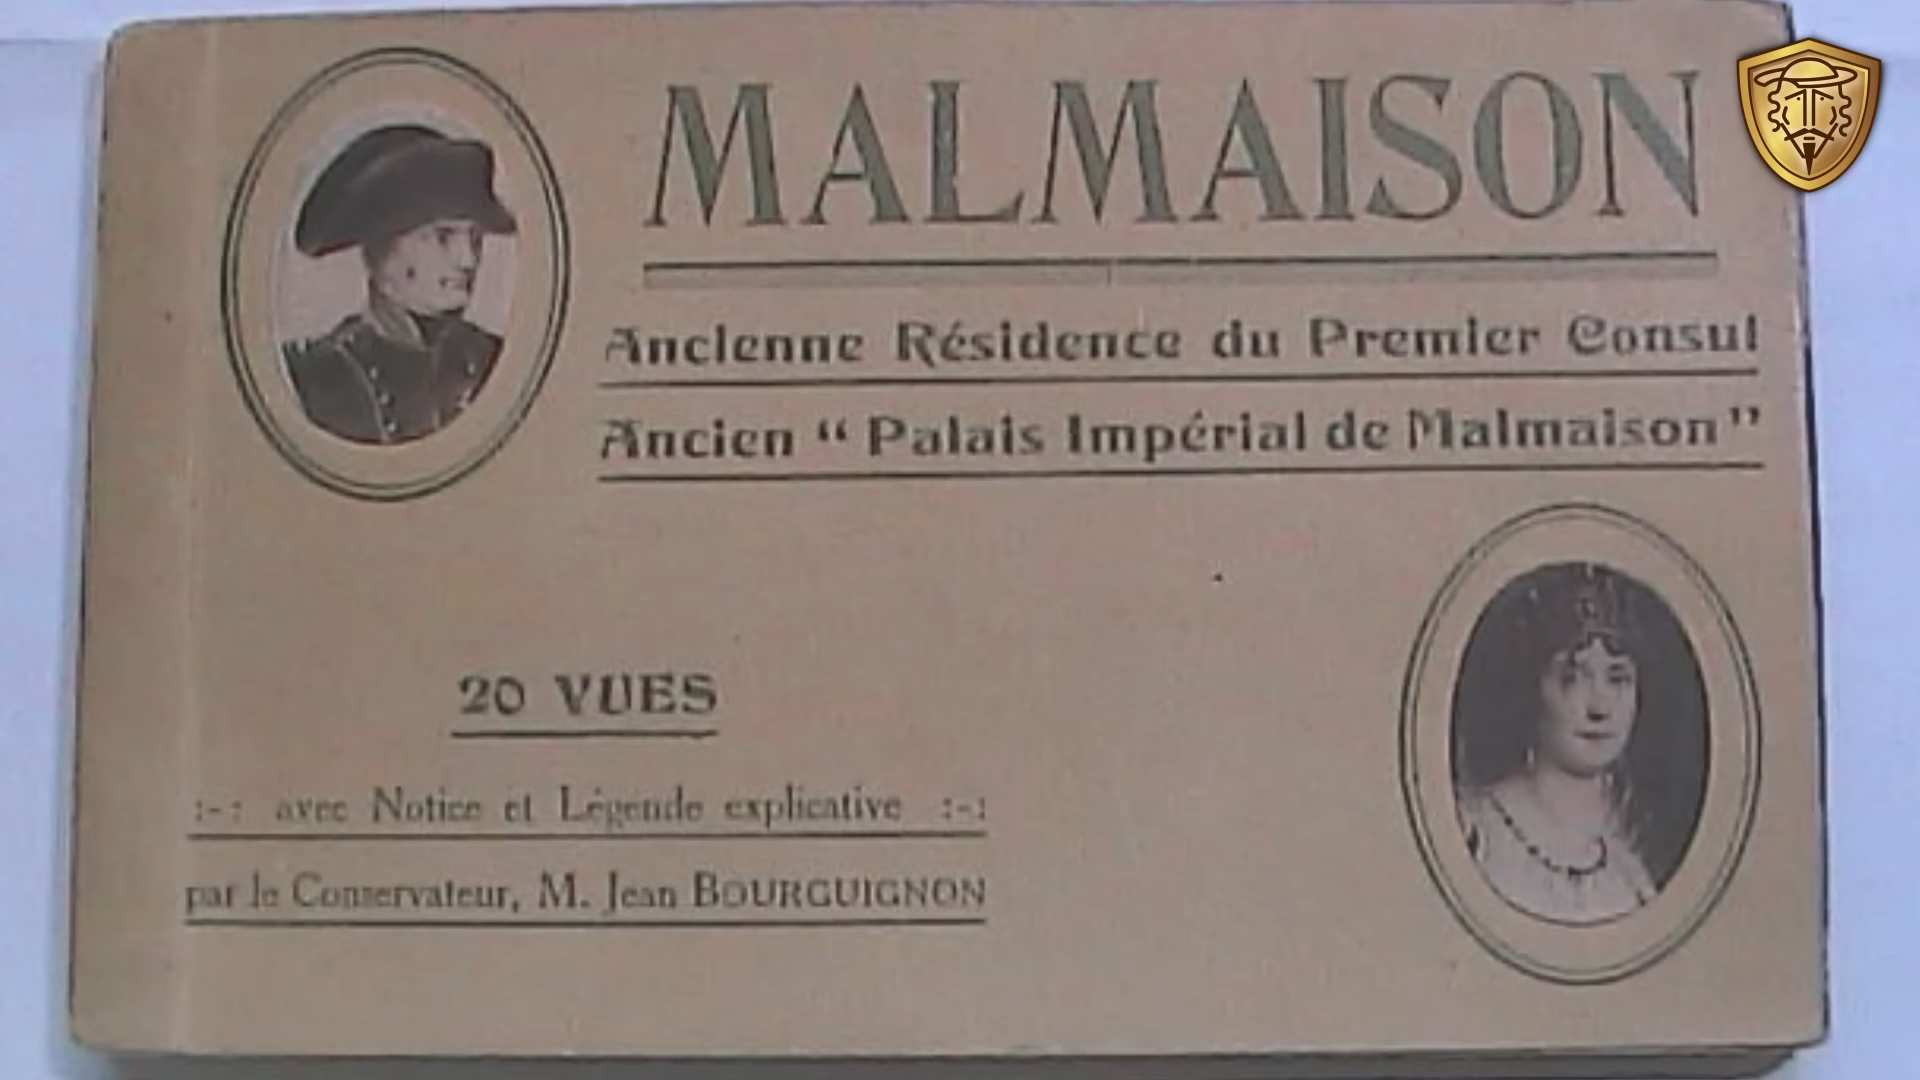 MALMAISON
Ancienne Résidence du Premier Consul
Ancien “ Palais Impérial de Malmaison ”
20 VUES
:-: avec Notice et Légende explicative :-:
par le Conservateur, M. Jean BOURGUIGNON